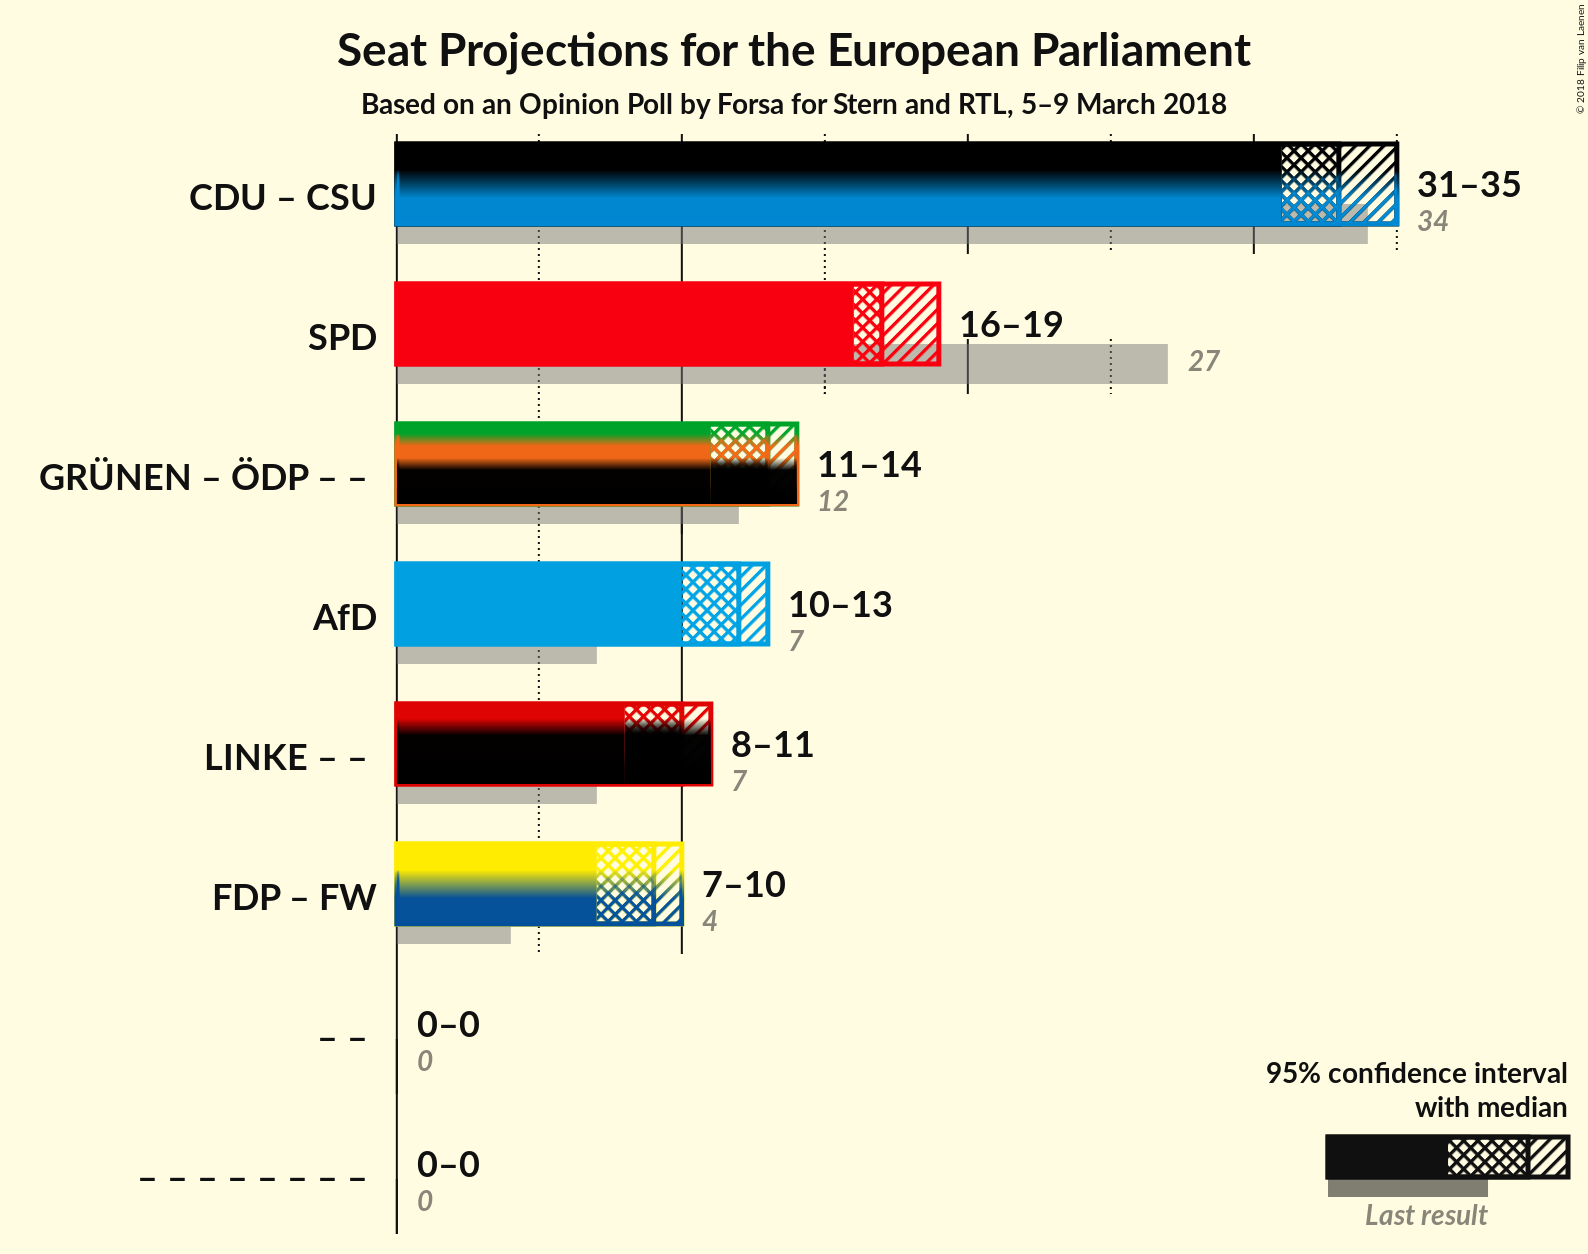 Seat Projections for the European Parliament
Based on an Opinion Poll by Forsa for Stern and RTL, 5–9 March 2018
© 2018 Filip van Laenen
CDU – CSU
31–35
34
SPD
16–19
27
GRÜNEN – ÖDP – –
11–14
12
AfD
10–13
7
LINKE – –
8–11
7
FDP – FW
7–10
4
– –
0–0
0
– – – – – – – –
0–0
0
95% confidence interval
with median
Last result